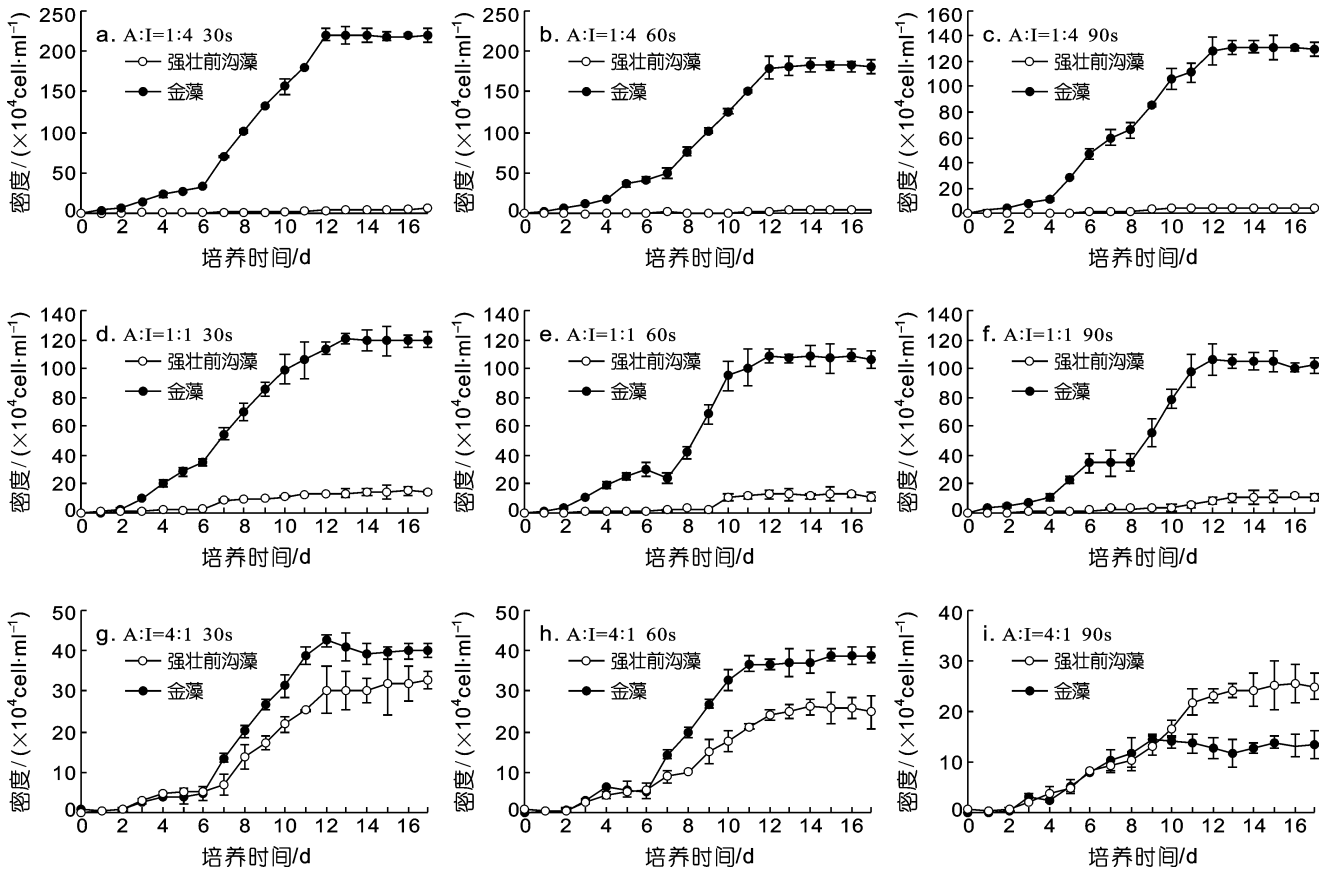 a. A:I=1:4 30s
强壮前沟藻
金藻
密度/(×10⁴cell·ml⁻¹)
250
200
150
100
50
0
0 2 4 6 8 10 12 14 16
培养时间/d
b. A:I=1:4 60s
强壮前沟藻
金藻
密度/(×10⁴cell·ml⁻¹)
250
200
150
100
50
0
0 2 4 6 8 10 12 14 16
培养时间/d
c. A:I=1:4 90s
强壮前沟藻
金藻
密度/(×10⁴cell·ml⁻¹)
160
140
120
100
80
60
40
20
0
0 2 4 6 8 10 12 14 16
培养时间/d
d. A:I=1:1 30s
强壮前沟藻
金藻
密度/(×10⁴cell·ml⁻¹)
140
120
100
80
60
40
20
0
0 2 4 6 8 10 12 14 16
培养时间/d
e. A:I=1:1 60s
强壮前沟藻
金藻
密度/(×10⁴cell·ml⁻¹)
140
120
100
80
60
40
20
0
0 2 4 6 8 10 12 14 16
培养时间/d
f. A:I=1:1 90s
强壮前沟藻
金藻
密度/(×10⁴cell·ml⁻¹)
140
120
100
80
60
40
20
0
0 2 4 6 8 10 12 14 16
培养时间/d
g. A:I=4:1 30s
强壮前沟藻
金藻
密度/(×10⁴cell·ml⁻¹)
50
40
30
20
10
0
0 2 4 6 8 10 12 14 16
培养时间/d
h. A:I=4:1 60s
强壮前沟藻
金藻
密度/(×10⁴cell·ml⁻¹)
50
40
30
20
10
0
0 2 4 6 8 10 12 14 16
培养时间/d
i. A:I=4:1 90s
强壮前沟藻
金藻
密度/(×10⁴cell·ml⁻¹)
40
30
20
10
0
0 2 4 6 8 10 12 14 16
培养时间/d